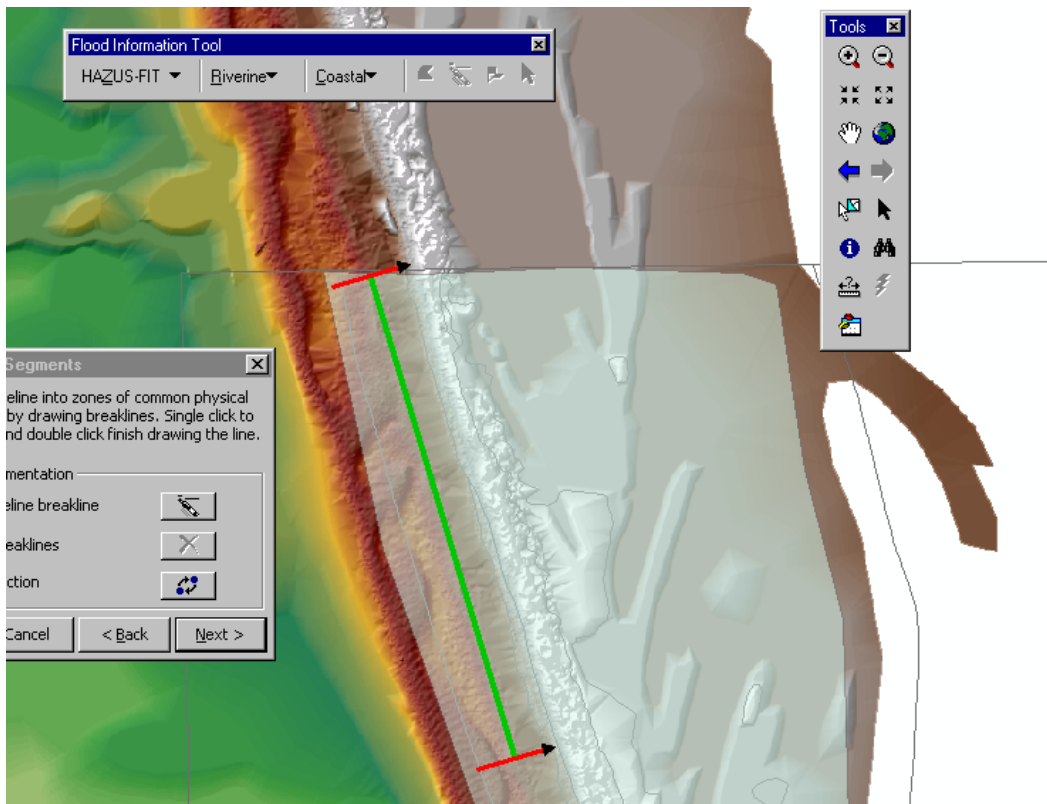 Flood Information Tool
HAZUS-FIT Riverine Coastal
Tools
Segments
eline into zones of common physical
by drawing breaklines. Single click to
nd double click finish drawing the line.
mentation
eline breakline
eaklines
ction
Cancel < Back Next >